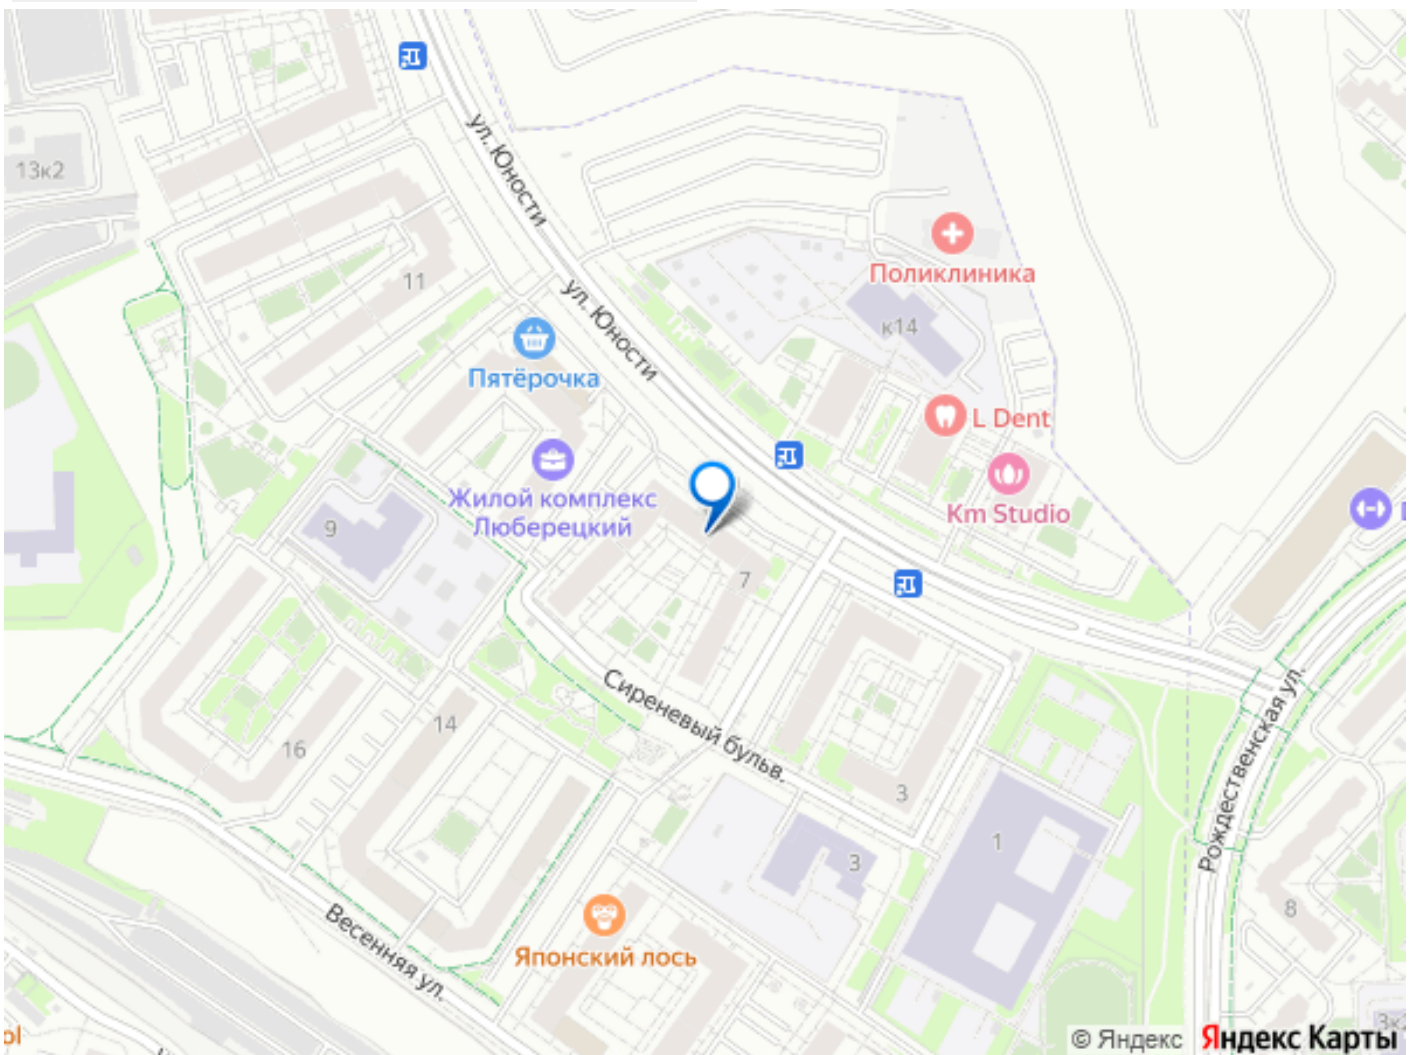 13к2
ул. Юности
11
Поликлиника
ул. Юности
к14
Пятёрочка
L Dent
Жилой комплекс
Люберецкий
Km Studio
9
7
Сиреневый бульв.
Рождественская ул.
14
16
3
1
3
8
Весенняя ул.
Японский лось
© Яндекс
Яндекс Карты